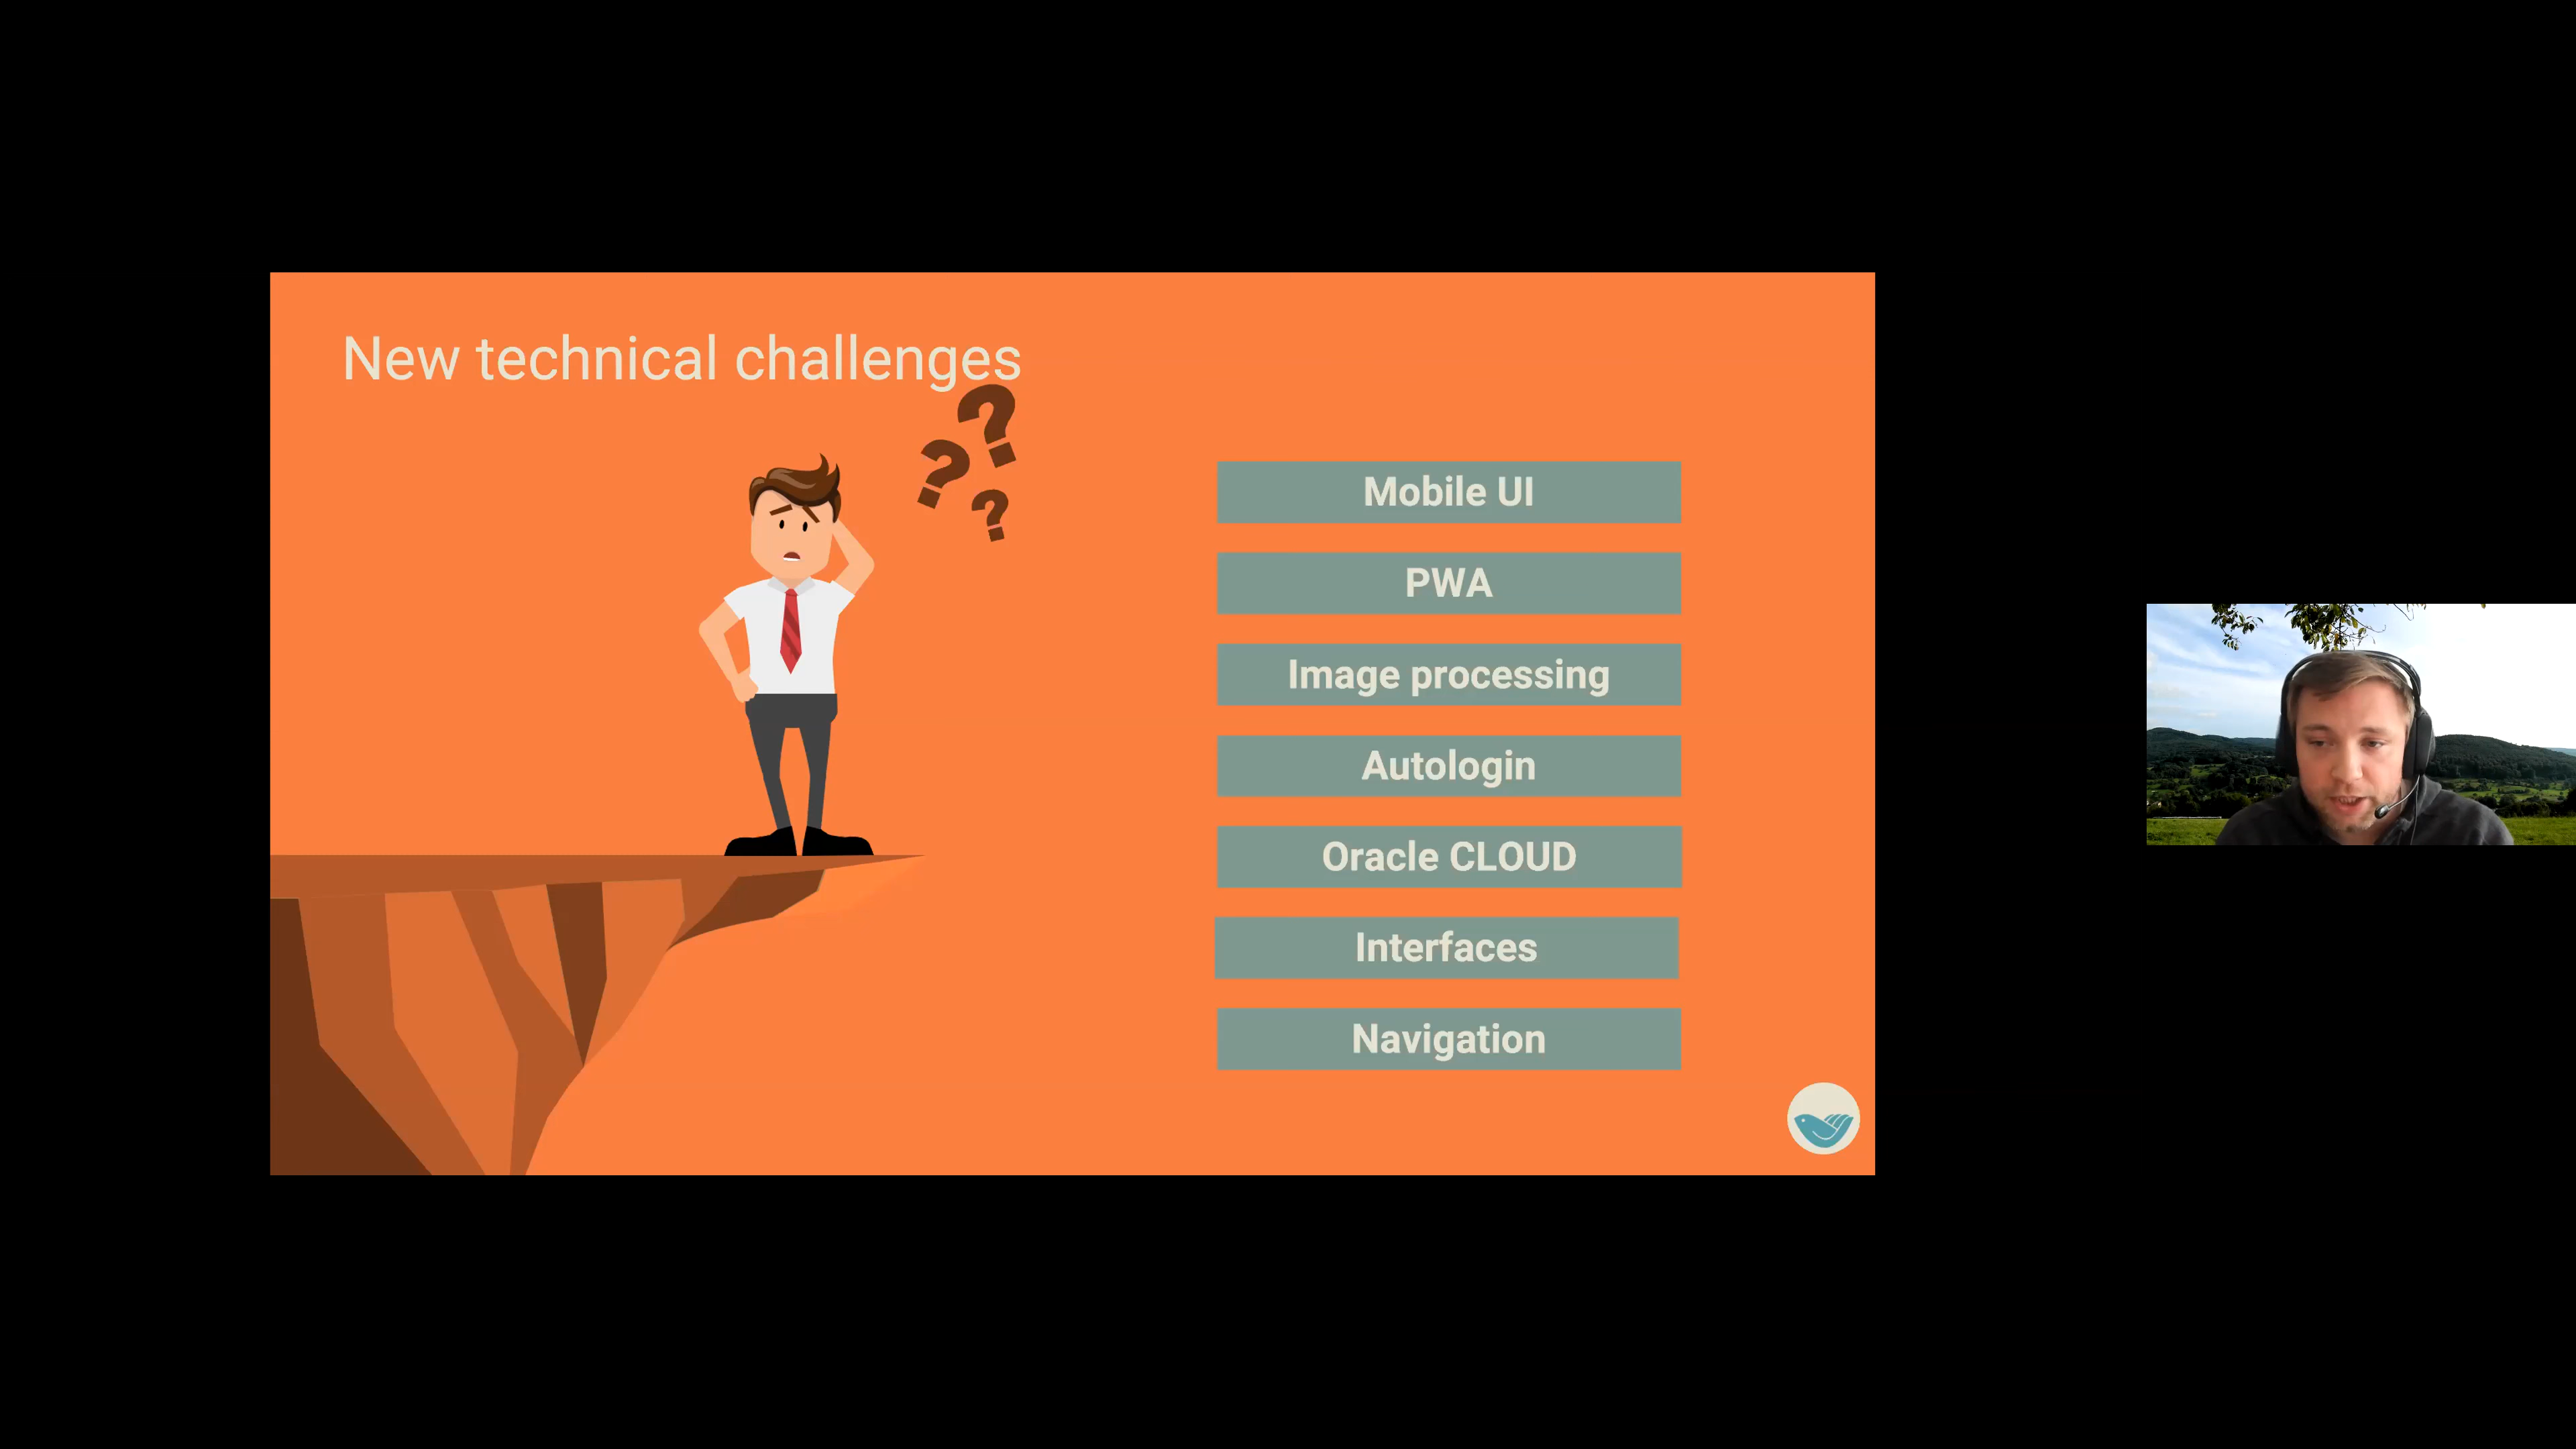 New technical challenges
? ? ?
Mobile UI
PWA
Image processing
Autologin
Oracle CLOUD
Interfaces
Navigation